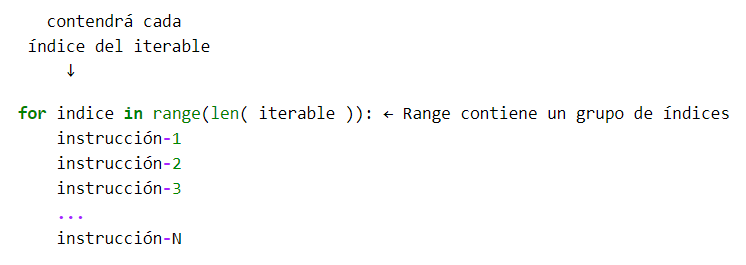 contendrá cada
índice del iterable
↓
for indice in range(len( iterable )): ← Range contiene un grupo de índices
instrucción-1
instrucción-2
instrucción-3
...
instrucción-N